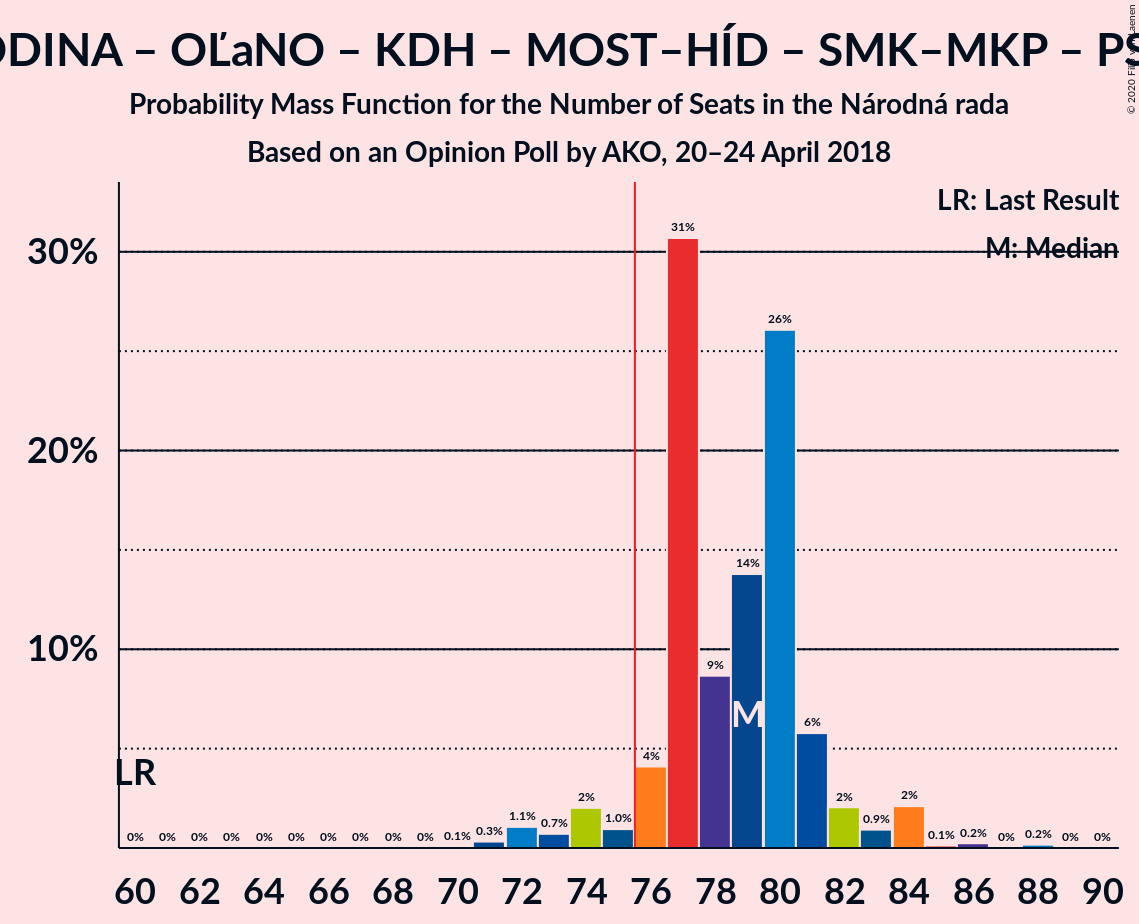 ODINA – OĽaNO – KDH – MOST–HÍD – SMK–MKP – PS
Probability Mass Function for the Number of Seats in the Národná rada
Based on an Opinion Poll by AKO, 20–24 April 2018
© 2020 Filip van Laenen
LR: Last Result
M: Median
30%
20%
10%
LR
M
0% 0% 0% 0% 0% 0% 0% 0% 0% 0% 0.1% 0.3% 1.1% 0.7% 2% 1.0% 4% 31% 9% 14% 26% 6% 2% 0.9% 2% 0.1% 0.2% 0% 0.2% 0% 0%
60 62 64 66 68 70 72 74 76 78 80 82 84 86 88 90